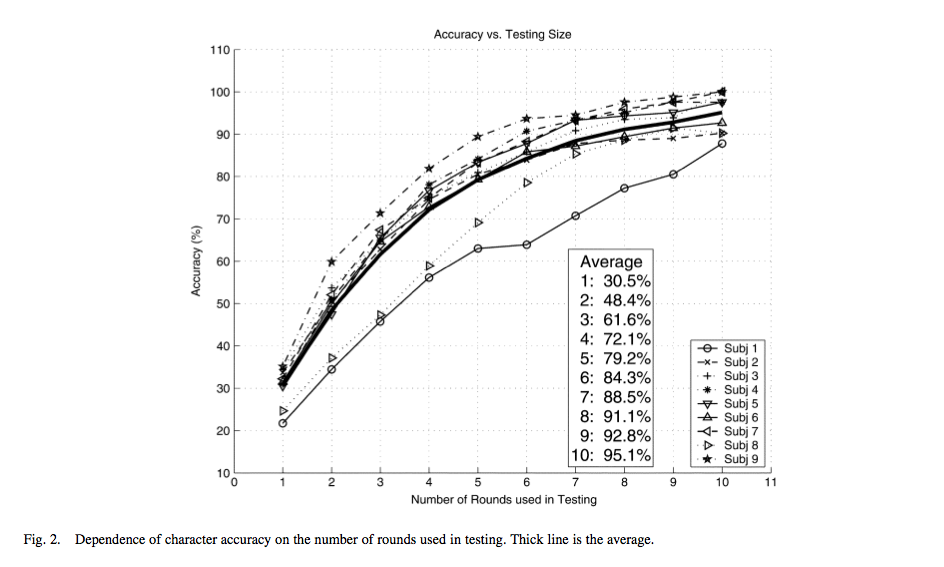 Accuracy vs. Testing Size
110
100
90
80
70
60
50
40
30
20
10
Accuracy (%)
0 1 2 3 4 5 6 7 8 9 10 11
Number of Rounds used in Testing
Average
1: 30.5%
2: 48.4%
3: 61.6%
4: 72.1%
5: 79.2%
6: 84.3%
7: 88.5%
8: 91.1%
9: 92.8%
10: 95.1%
Subj 1
Subj 2
Subj 3
Subj 4
Subj 5
Subj 6
Subj 7
Subj 8
Subj 9
Fig. 2. Dependence of character accuracy on the number of rounds used in testing. Thick line is the average.